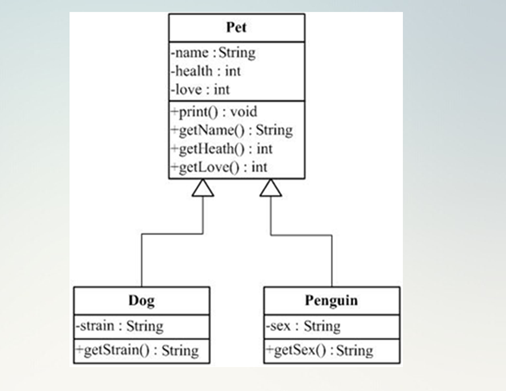 Pet
-name : String
-health : int
-love : int
+print() : void
+getName() : String
+getHeath() : int
+getLove() : int
Dog
-strain : String
+getStrain() : String
Penguin
-sex : String
+getSex() : String